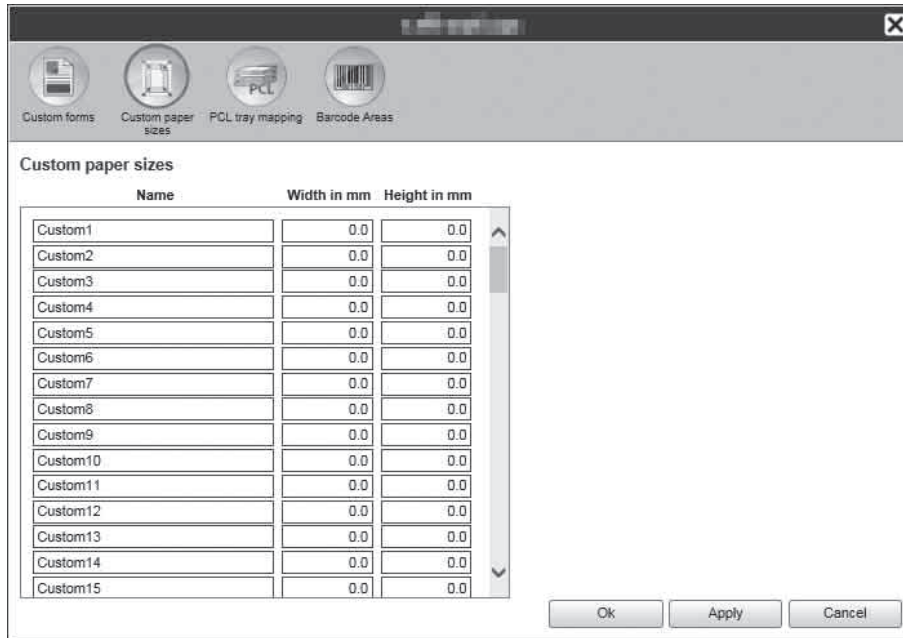 PCL
Custom forms
Custom paper sizes
PCL tray mapping
Barcode Areas
Custom paper sizes
Name Width in mm Height in mm
Custom1 0.0 0.0
Custom2 0.0 0.0
Custom3 0.0 0.0
Custom4 0.0 0.0
Custom5 0.0 0.0
Custom6 0.0 0.0
Custom7 0.0 0.0
Custom8 0.0 0.0
Custom9 0.0 0.0
Custom10 0.0 0.0
Custom11 0.0 0.0
Custom12 0.0 0.0
Custom13 0.0 0.0
Custom14 0.0 0.0
Custom15 0.0 0.0
Ok Apply Cancel